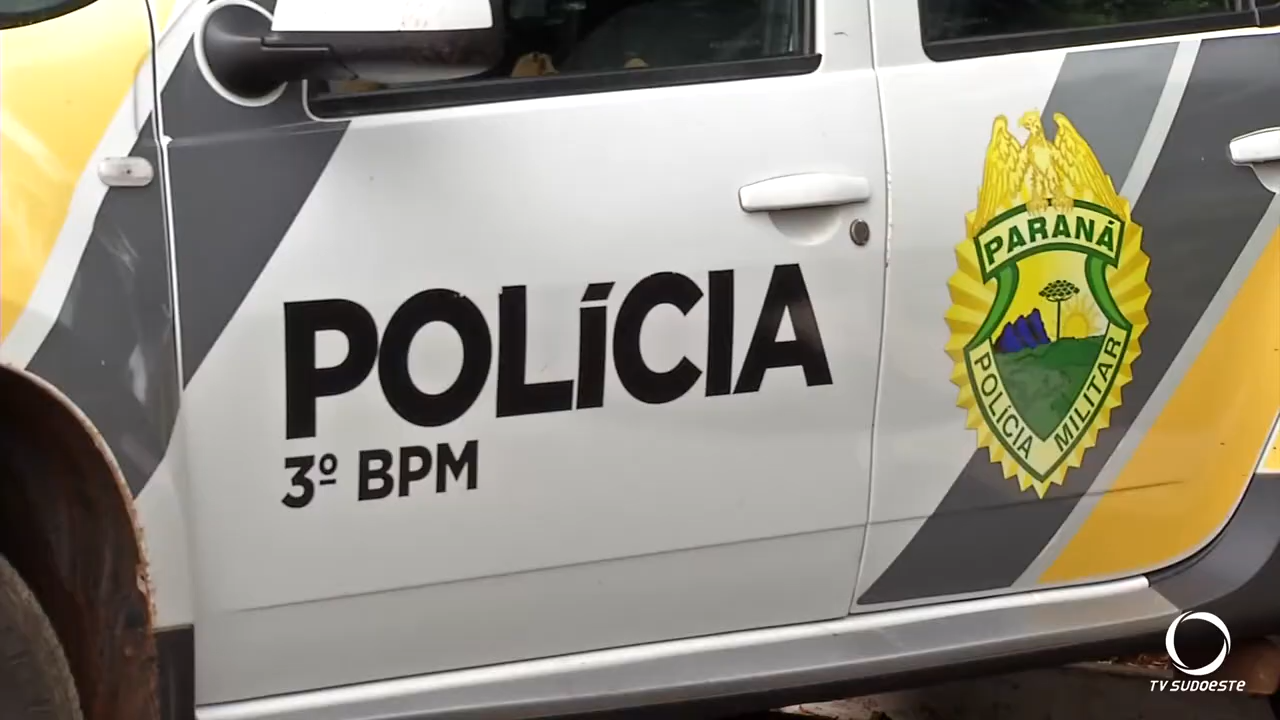 POLÍCIA
3º BPM
PARANÁ
POLÍCIA MILITAR
TV SUDOESTE